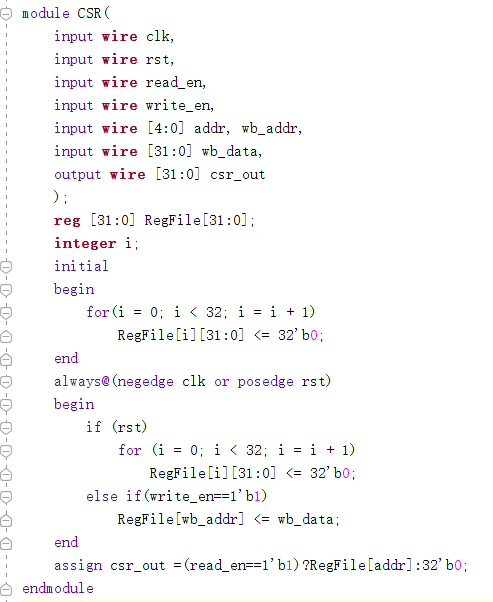 module CSR(
    input wire clk,
    input wire rst,
    input wire read_en,
    input wire write_en,
    input wire [4:0] addr, wb_addr,
    input wire [31:0] wb_data,
    output wire [31:0] csr_out
    );
    reg [31:0] RegFile[31:0];
    integer i;
    initial
    begin
        for(i = 0; i < 32; i = i + 1)
            RegFile[i][31:0] <= 32'b0;
    end
    always@(negedge clk or posedge rst)
    begin
        if (rst)
            for (i = 0; i < 32; i = i + 1)
                RegFile[i][31:0] <= 32'b0;
        else if(write_en==1'b1)
            RegFile[wb_addr] <= wb_data;
    end
    assign csr_out =(read_en==1'b1)?RegFile[addr]:32'b0;
endmodule